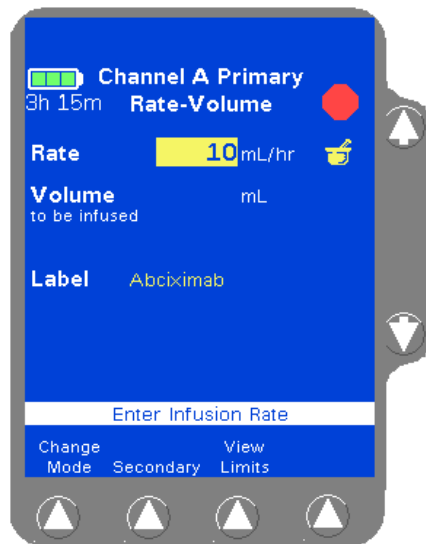 Channel A Primary
3h 15m Rate-Volume
Rate 10 mL/hr
Volume mL
to be infused
Label Abciximab
Enter Infusion Rate
Change View
Mode Secondary Limits